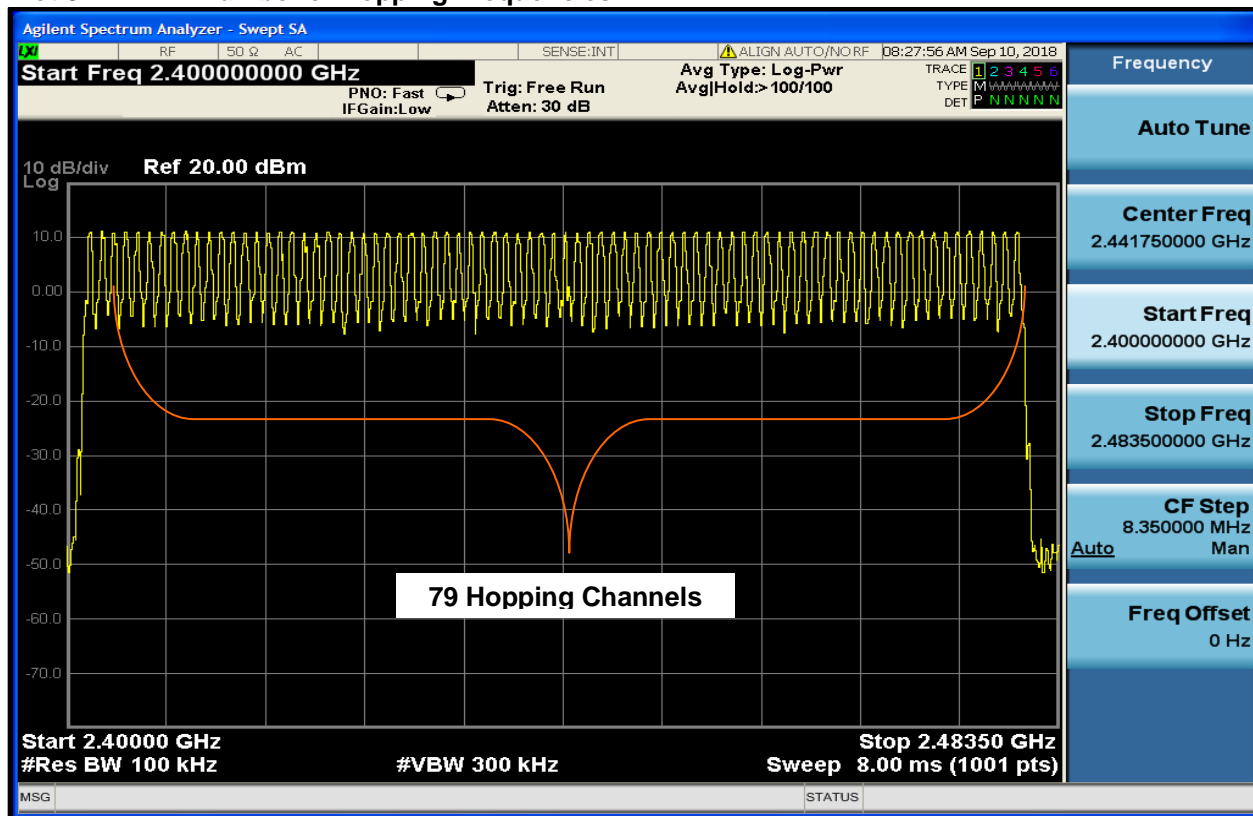 Agilent Spectrum Analyzer - Swept SA
LXI RF 50 Ω AC SENSE:INT ALIGN AUTO/NO RF 08:27:56 AM Sep 10, 2018
Start Freq 2.400000000 GHz
PNO: Fast
IFGain:Low
Trig: Free Run
Atten: 30 dB
Avg Type: Log-Pwr
Avg|Hold:> 100/100
TRACE 1 2 3 4 5 6
TYPE M
DET P N N N N N
10 dB/div Ref 20.00 dBm
Log
10.0
0.00
-10.0
-20.0
-30.0
-40.0
-50.0
-60.0
-70.0
79 Hopping Channels
Start 2.40000 GHz Stop 2.48350 GHz
#Res BW 100 kHz #VBW 300 kHz Sweep 8.00 ms (1001 pts)
MSG STATUS
Frequency
Auto Tune
Center Freq
2.441750000 GHz
Start Freq
2.400000000 GHz
Stop Freq
2.483500000 GHz
CF Step
8.350000 MHz
Auto Man
Freq Offset
0 Hz